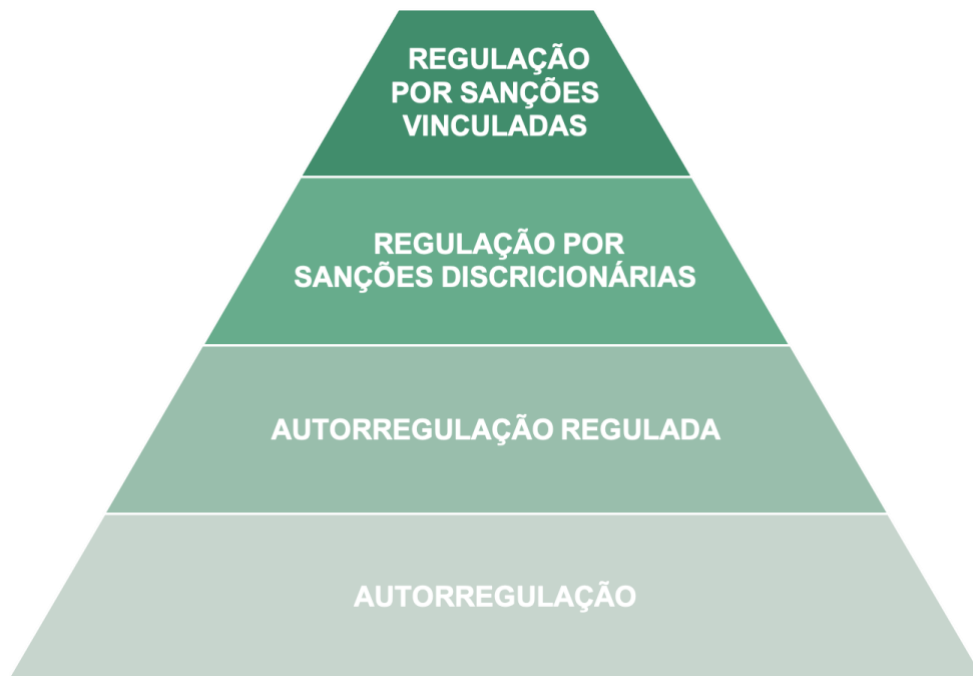 REGULAÇÃO
POR SANÇÕES
VINCULADAS
REGULAÇÃO POR
SANÇÕES DISCRICIONÁRIAS
AUTORREGULAÇÃO REGULADA
AUTORREGULAÇÃO